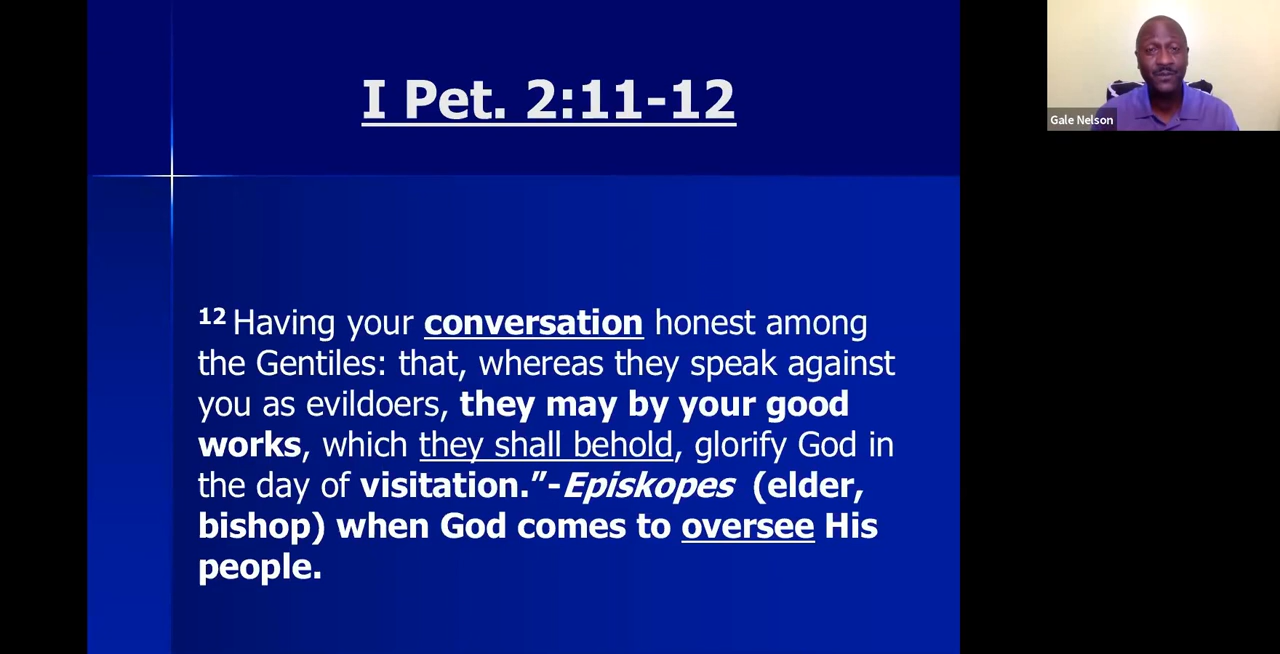 I Pet. 2:11-12
12 Having your conversation honest among
the Gentiles: that, whereas they speak against
you as evildoers, they may by your good
works, which they shall behold, glorify God in
the day of visitation.”-Episkopes (elder,
bishop) when God comes to oversee His
people.
Gale Nelson